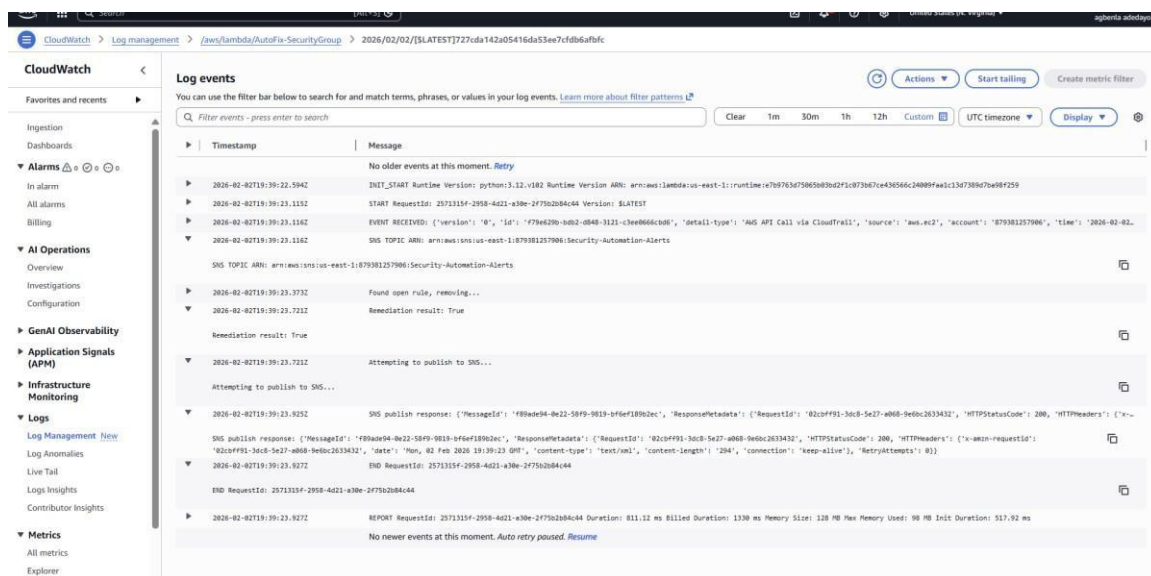 Search
[Alt+S]
United States (N. Virginia)
agbenla adedayo
CloudWatch > Log management > /aws/lambda/AutoFix-SecurityGroup > 2026/02/02/[$LATEST]727cda142a05416da53ee7cfdb6afbfc
CloudWatch
Favorites and recents
Ingestion
Dashboards
Alarms 0 0 0
In alarm
All alarms
Billing
AI Operations
Overview
Investigations
Configuration
GenAI Observability
Application Signals
(APM)
Infrastructure
Monitoring
Logs
Log Management New
Log Anomalies
Live Tail
Logs Insights
Contributor Insights
Metrics
All metrics
Explorer
Log events
Actions
Start tailing
Create metric filter
You can use the filter bar below to search for and match terms, phrases, or values in your log events. Learn more about filter patterns
Filter events - press enter to search
Clear 1m 30m 1h 12h Custom UTC timezone Display
Timestamp Message
No older events at this moment. Retry
2026-02-02T19:39:22.594Z INIT_START Runtime Version: python:3.12.v102 Runtime Version ARN: arn:aws:lambda:us-east-1::runtime:e7b9763d75065b03bd2f1c073b67ce436566c24009faa1c13d7389d7ba98f259
2026-02-02T19:39:23.115Z START RequestId: 2571315f-2958-4d21-a30e-2f75b2b84c44 Version: $LATEST
2026-02-02T19:39:23.116Z EVENT RECEIVED: {'version': '0', 'id': 'f79e629b-bdb2-d848-3121-c3ee0666cbd6', 'detail-type': 'AWS API Call via CloudTrail', 'source': 'aws.ec2', 'account': '879381257906', 'time': '2026-02-02…
2026-02-02T19:39:23.116Z SNS TOPIC ARN: arn:aws:sns:us-east-1:879381257906:Security-Automation-Alerts
SNS TOPIC ARN: arn:aws:sns:us-east-1:879381257906:Security-Automation-Alerts
2026-02-02T19:39:23.373Z Found open rule, removing...
2026-02-02T19:39:23.721Z Remediation result: True
Remediation result: True
2026-02-02T19:39:23.721Z Attempting to publish to SNS...
Attempting to publish to SNS...
2026-02-02T19:39:23.925Z SNS publish response: {'MessageId': 'f89ade94-0e22-58f9-9819-bf6ef189b2ec', 'ResponseMetadata': {'RequestId': '02cbff91-3dc8-5e27-a068-9e6bc2633432', 'HTTPStatusCode': 200, 'HTTPHeaders': {'x-…
SNS publish response: {'MessageId': 'f89ade94-0e22-58f9-9819-bf6ef189b2ec', 'ResponseMetadata': {'RequestId': '02cbff91-3dc8-5e27-a068-9e6bc2633432', 'HTTPStatusCode': 200, 'HTTPHeaders': {'x-amzn-requestid':
'02cbff91-3dc8-5e27-a068-9e6bc2633432', 'date': 'Mon, 02 Feb 2026 19:39:23 GMT', 'content-type': 'text/xml', 'content-length': '294', 'connection': 'keep-alive'}, 'RetryAttempts': 0}}
2026-02-02T19:39:23.927Z END RequestId: 2571315f-2958-4d21-a30e-2f75b2b84c44
END RequestId: 2571315f-2958-4d21-a30e-2f75b2b84c44
2026-02-02T19:39:23.927Z REPORT RequestId: 2571315f-2958-4d21-a30e-2f75b2b84c44 Duration: 811.12 ms Billed Duration: 1330 ms Memory Size: 128 MB Max Memory Used: 98 MB Init Duration: 517.92 ms
No newer events at this moment. Auto retry paused. Resume